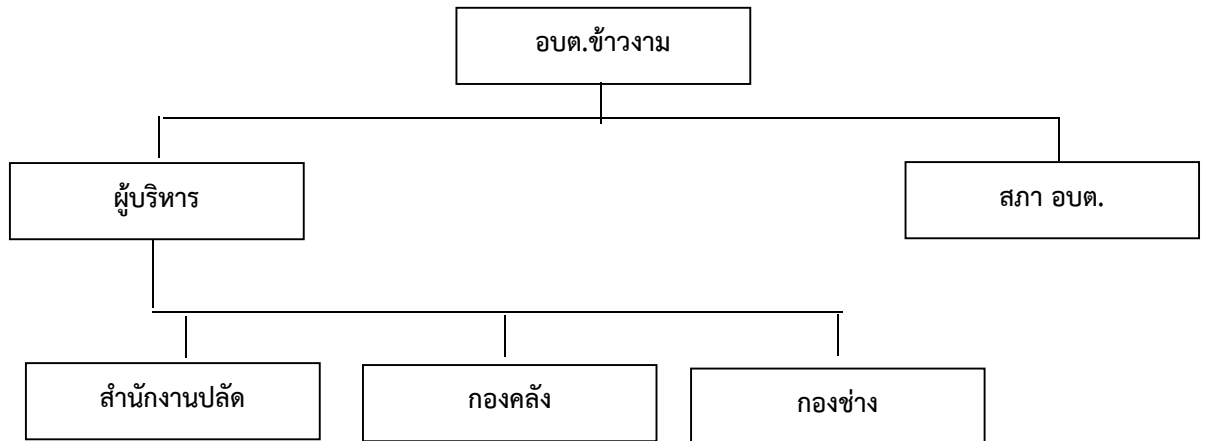 อบต.ข้าวงาม
ผู้บริหาร
สภา อบต.
สำนักงานปลัด
กองคลัง
กองช่าง